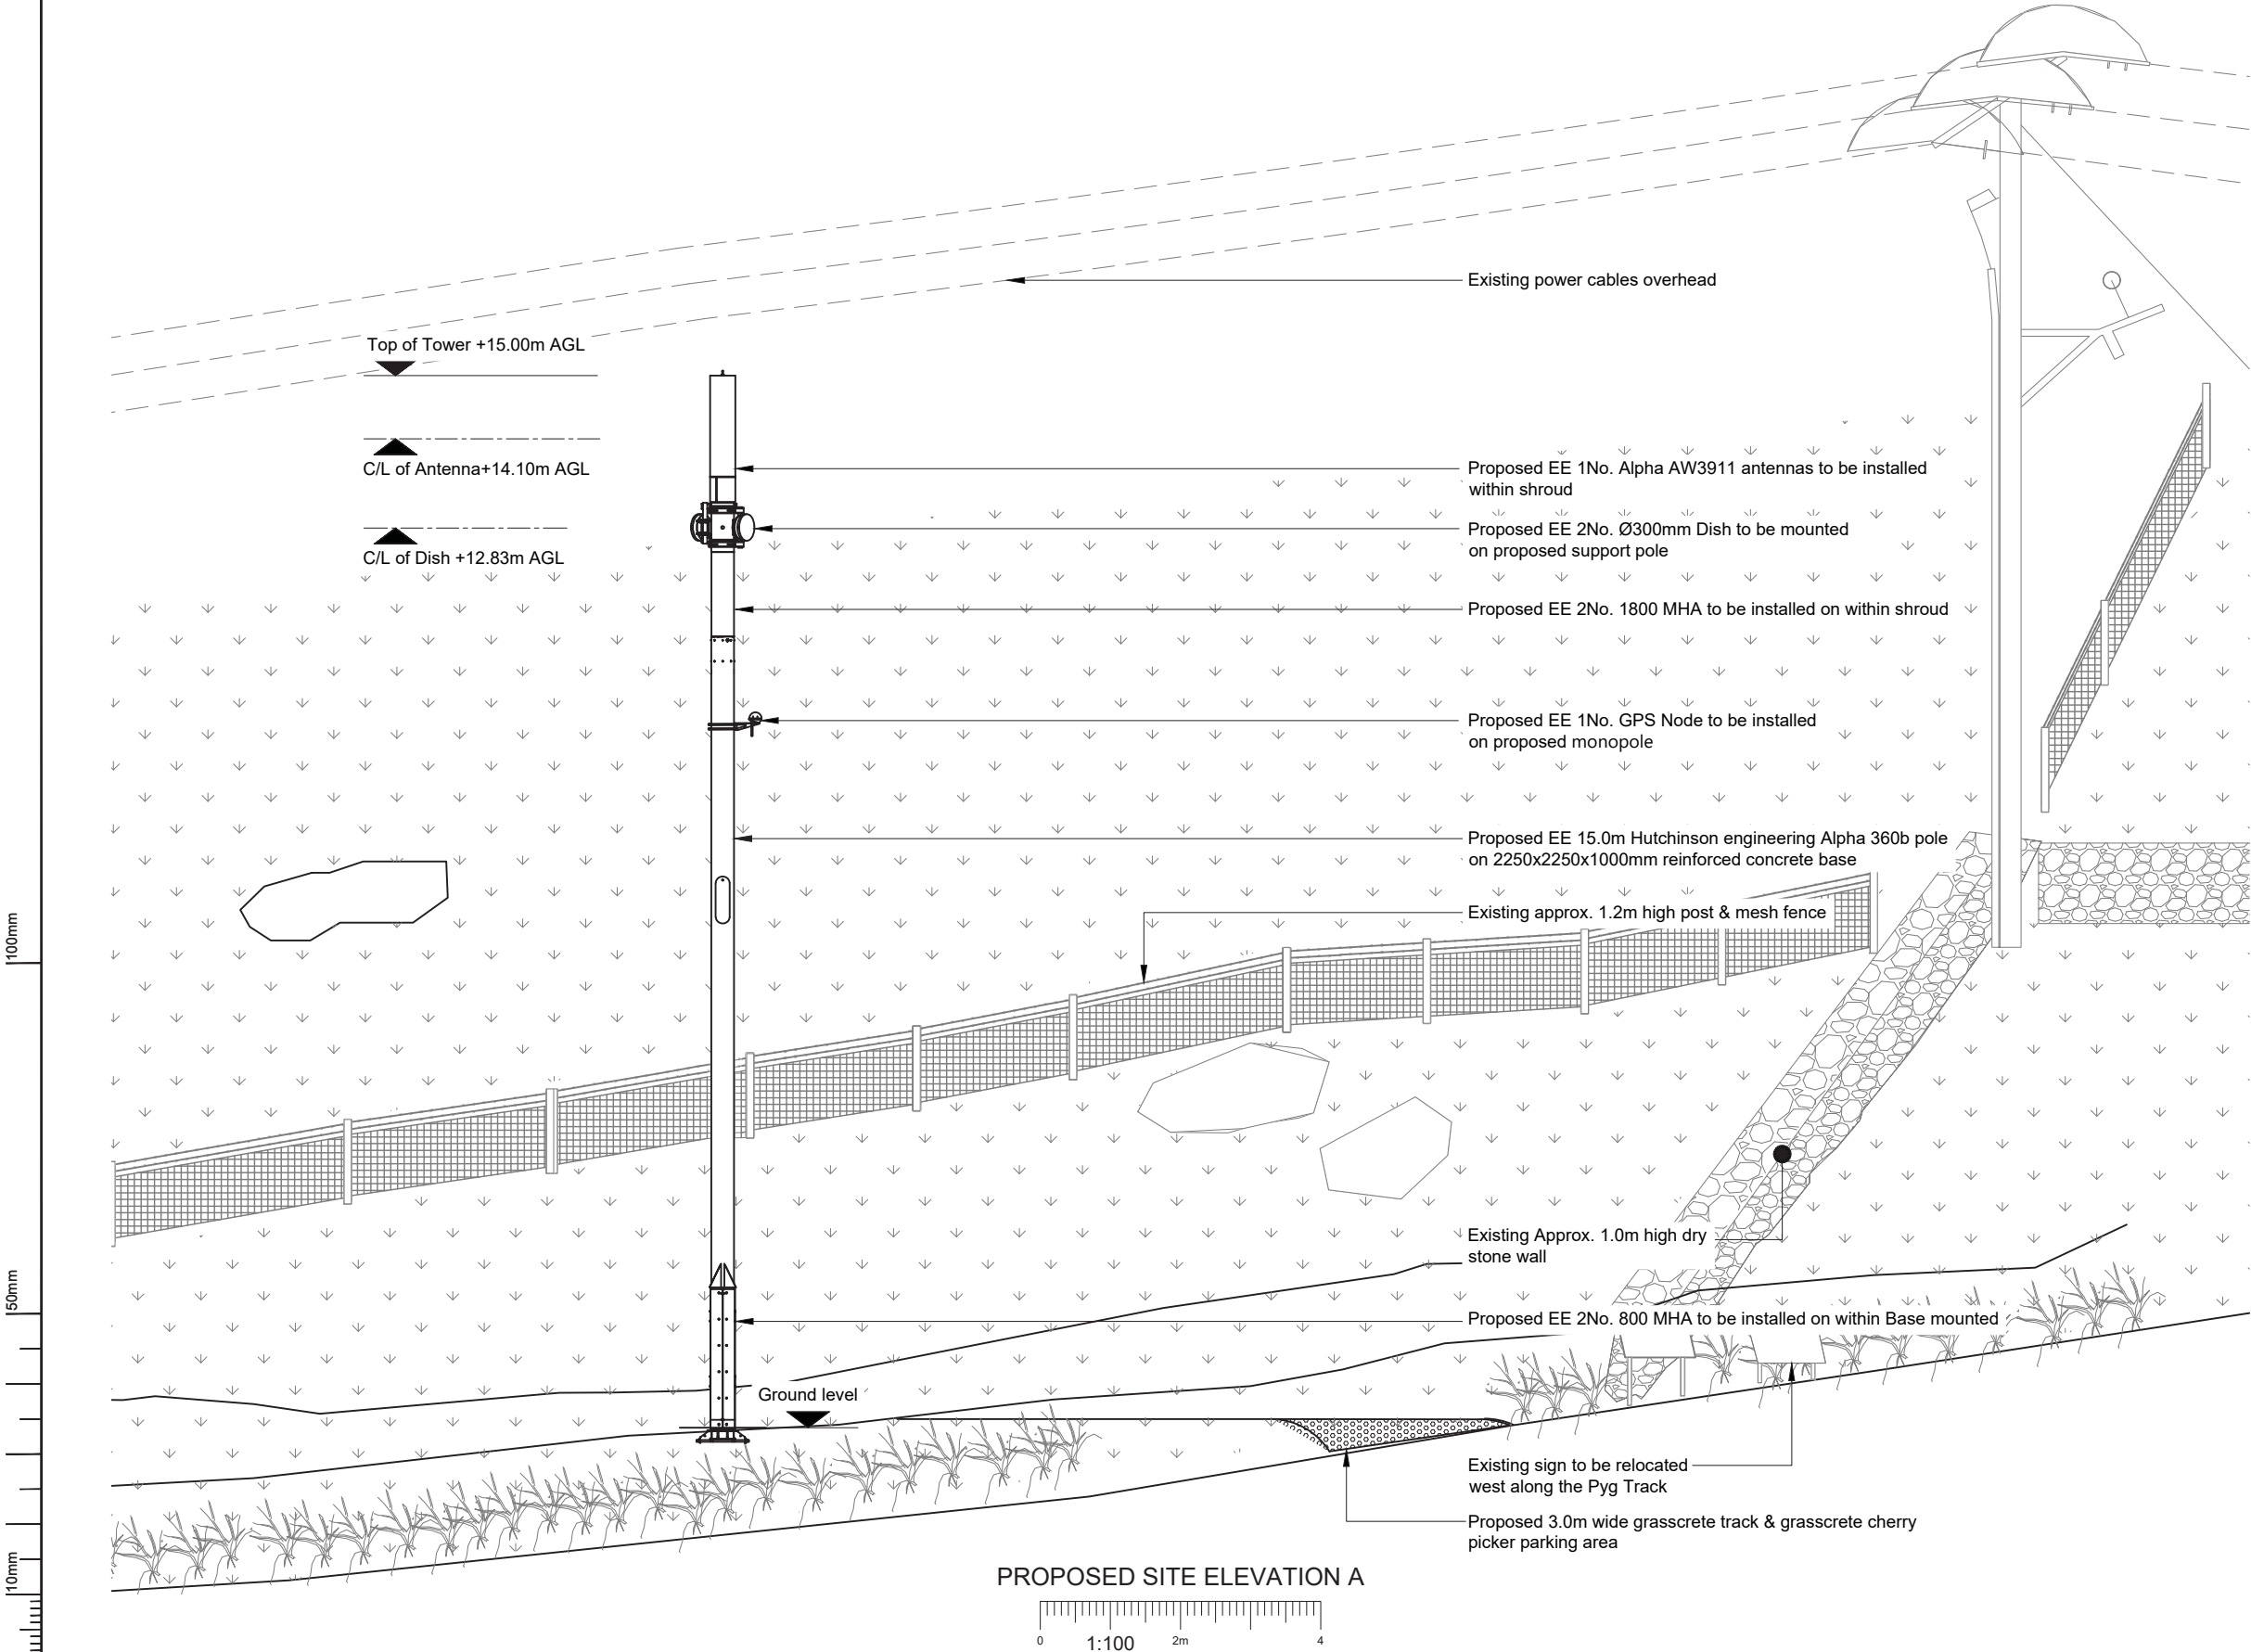 Existing power cables overhead
Top of Tower +15.00m AGL
C/L of Antenna+14.10m AGL
Proposed EE 1No. Alpha AW3911 antennas to be installed
within shroud
C/L of Dish +12.83m AGL
Proposed EE 2No. Ø300mm Dish to be mounted
on proposed support pole
Proposed EE 2No. 1800 MHA to be installed on within shroud
Proposed EE 1No. GPS Node to be installed
on proposed monopole
Proposed EE 15.0m Hutchinson engineering Alpha 360b pole
on 2250x2250x1000mm reinforced concrete base
Existing approx. 1.2m high post & mesh fence
100mm
Existing Approx. 1.0m high dry
stone wall
50mm
Proposed EE 2No. 800 MHA to be installed on within Base mounted
Ground level
Existing sign to be relocated
west along the Pyg Track
Proposed 3.0m wide grasscrete track & grasscrete cherry
picker parking area
10mm
PROPOSED SITE ELEVATION A
0 1:100 2m 4